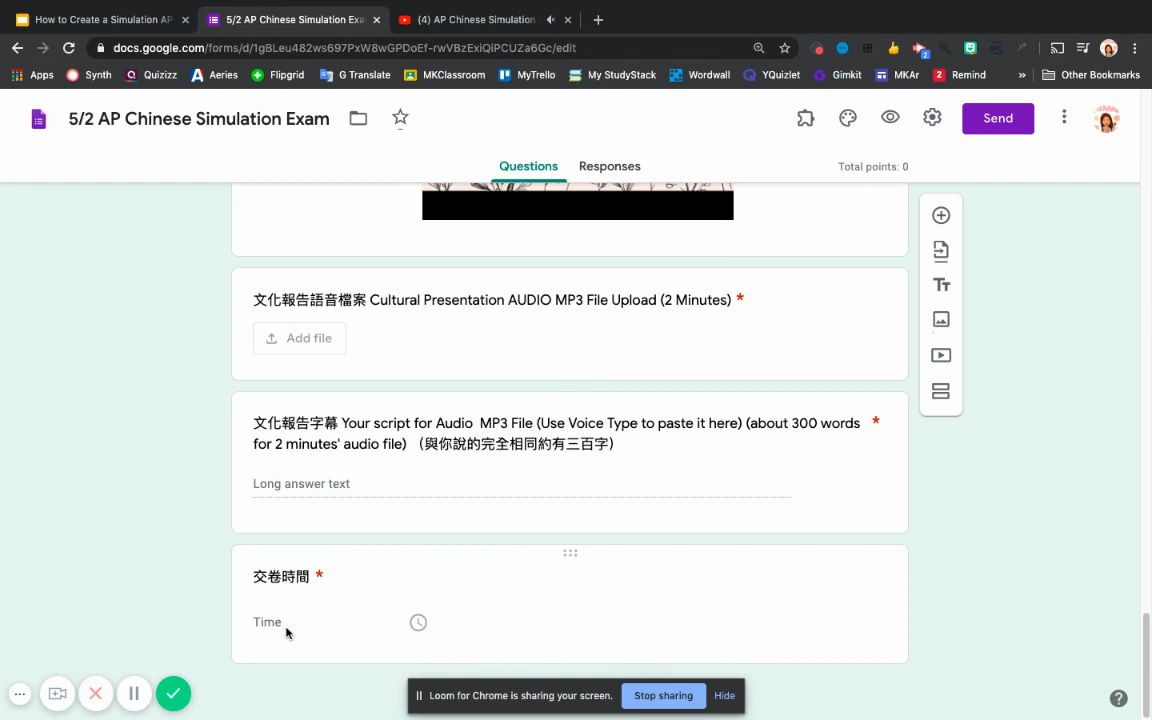 How to Create a Simulation AP
5/2 AP Chinese Simulation Exa
(4) AP Chinese Simulation
docs.google.com/forms/d/1gBLeu482ws697PxW8wGPDoEf-rwVBzExiQiPCUZa6Gc/edit
2
Apps
Synth
Quizizz
Aeries
Flipgrid
G Translate
MKClassroom
MyTrello
My StudyStack
Wordwall
YQuizlet
Gimkit
MKAr
2
Remind
»
Other Bookmarks
5/2 AP Chinese Simulation Exam
Send
Questions
Responses
Total points: 0
文化報告語音檔案 Cultural Presentation AUDIO MP3 File Upload (2 Minutes) *
Add file
文化報告字幕 Your script for Audio MP3 File (Use Voice Type to paste it here) (about 300 words *
for 2 minutes' audio file) （與你說的完全相同約有三百字）
Long answer text
交卷時間 *
Time
Loom for Chrome is sharing your screen.
Stop sharing
Hide